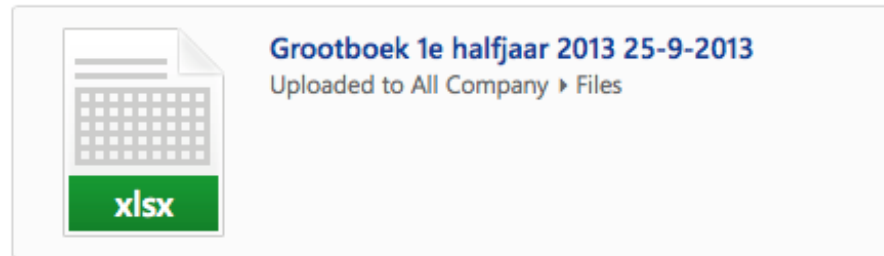 Grootboek 1e halfjaar 2013 25-9-2013
Uploaded to All Company ▸ Files
xlsx